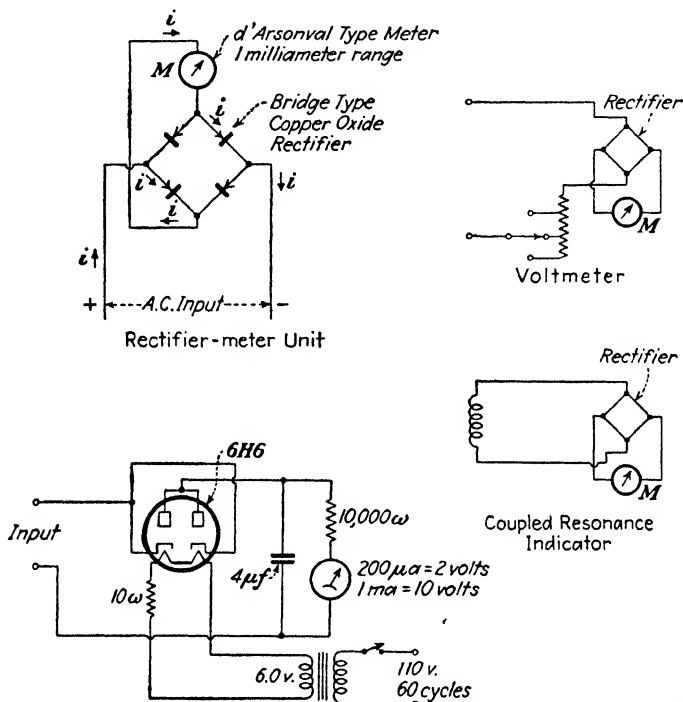 i
d'Arsonval Type Meter
1 milliameter range
M
i
Bridge Type
Copper Oxide
Rectifier
i
i
i
i
+ A.C. Input -
Rectifier-meter Unit
Rectifier
M
Voltmeter
Rectifier
M
Coupled Resonance
Indicator
6H6
Input
10,000ω
4μf
200μa = 2 volts
1 ma = 10 volts
10ω
6.0 v.
110 v.
60 cycles